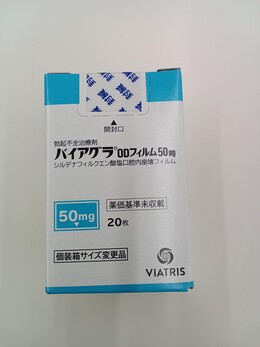 封緘
開封口
勃起不全治療剤
バイアグラ®ODフィルム50mg
シルデナフィルクエン酸塩口腔内崩壊フィルム
薬価基準未収載
50mg
20枚
個装箱サイズ変更品
VIATRIS